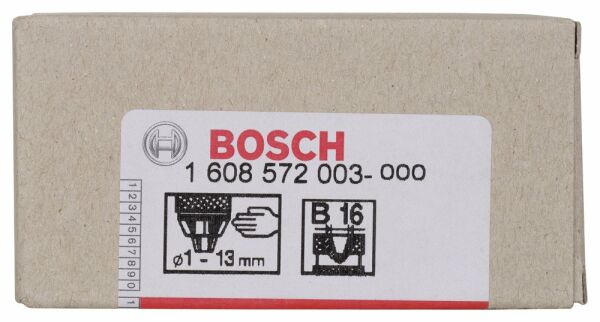 BOSCH
1 608 572 003-000
ø1 - 13 mm
B 16
1 2 3 4 5 6 7 8 9 0 1